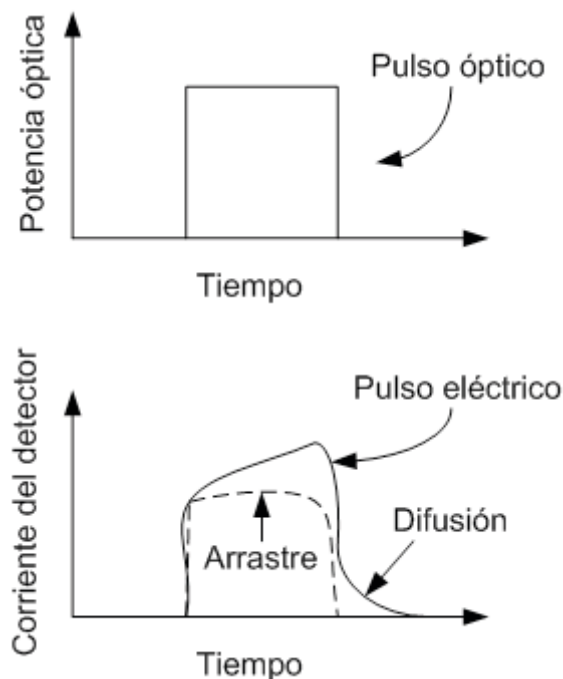 Potencia óptica
Pulso óptico
Tiempo
Corriente del detector
Pulso eléctrico
Difusión
Arrastre
Tiempo